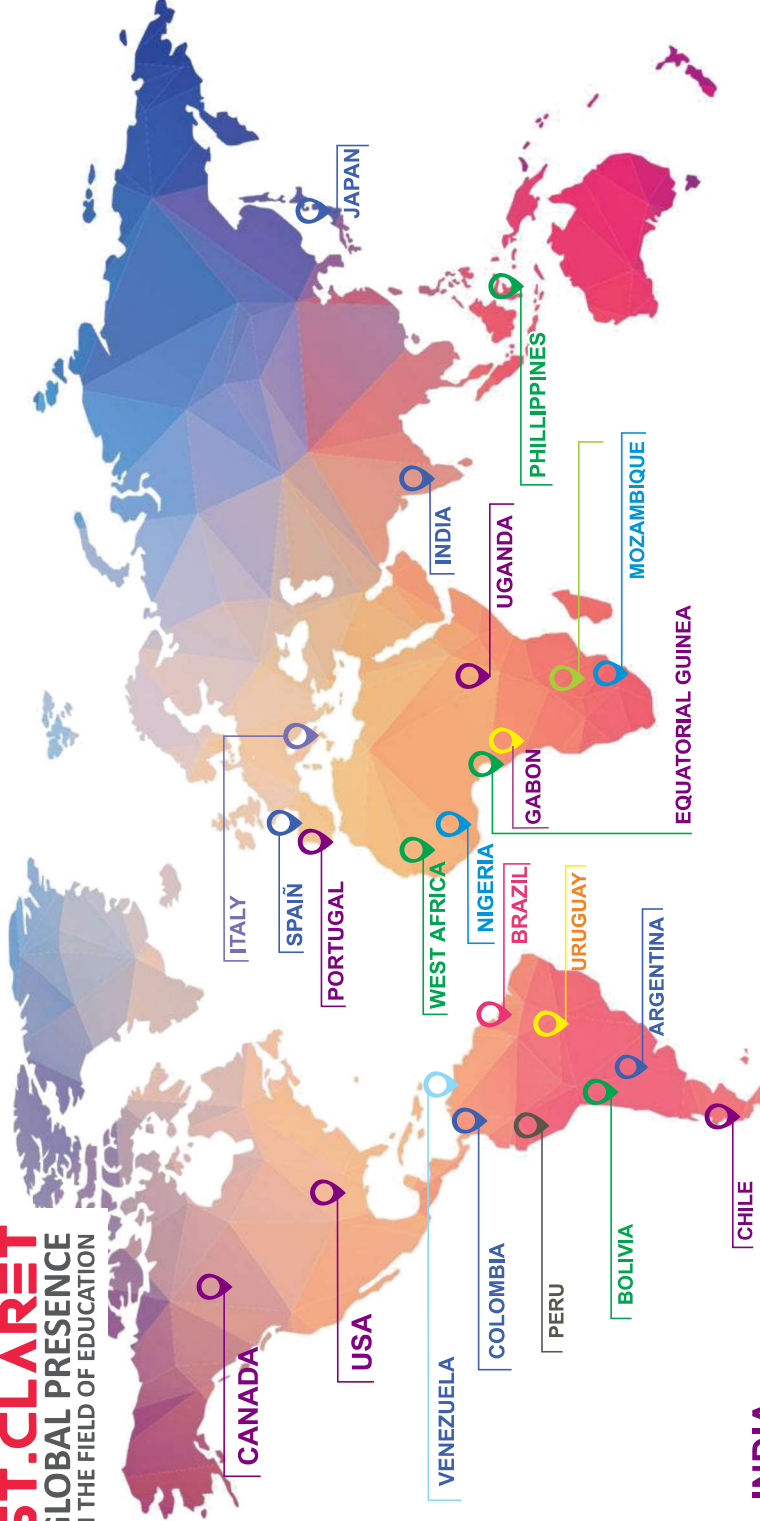 ST.CLARET
GLOBAL PRESENCE
THE FIELD OF EDUCATION
CANADA
ITALY
SPAIÑ
PORTUGAL
JAPAN
USA
WEST AFRICA
INDIA
VENEZUELA
NIGERIA
COLOMBIA
UGANDA
BRAZIL
GABON
PHILLIPPINES
PERU
URUGUAY
BOLIVIA
MOZAMBIQUE
ARGENTINA
EQUATORIAL GUINEA
CHILE
INDIA